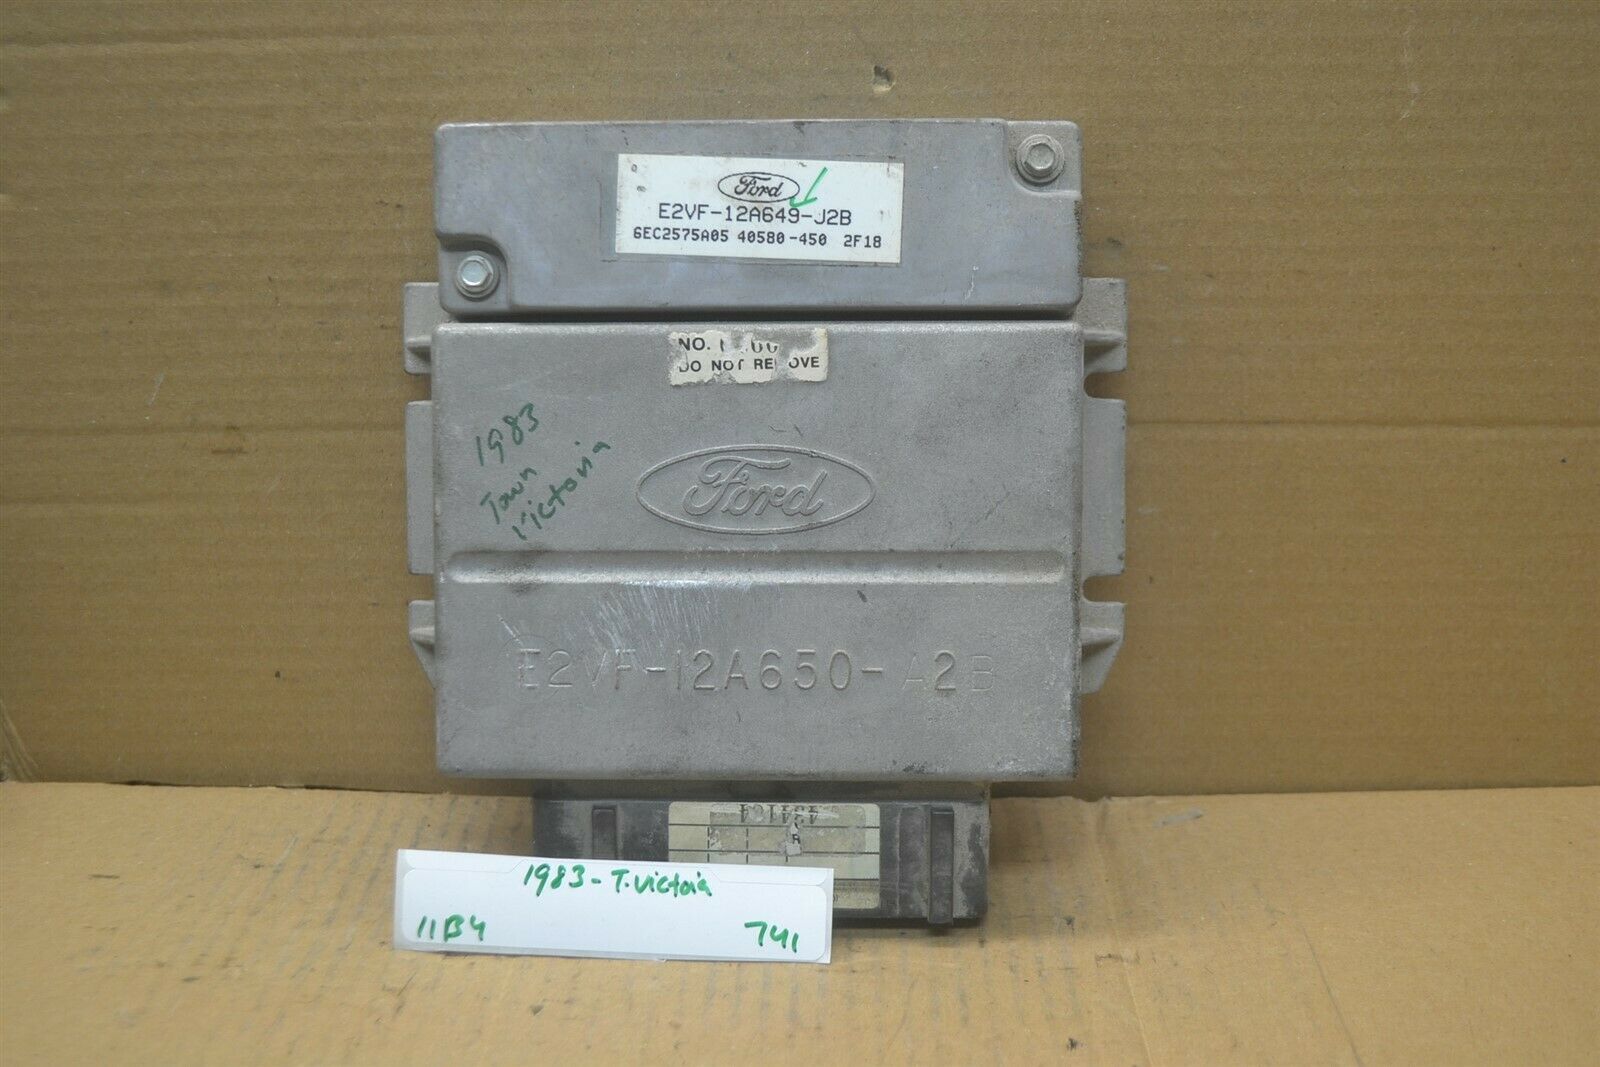 Ford
E2VF-12A649-J2B
6EC2575A05 40580-450 2F18
NO.
DO NOT REMOVE
1983
Town
Victoria
Ford
E2VF-12A650-A2B
1983-T.Victoria
11B4
741